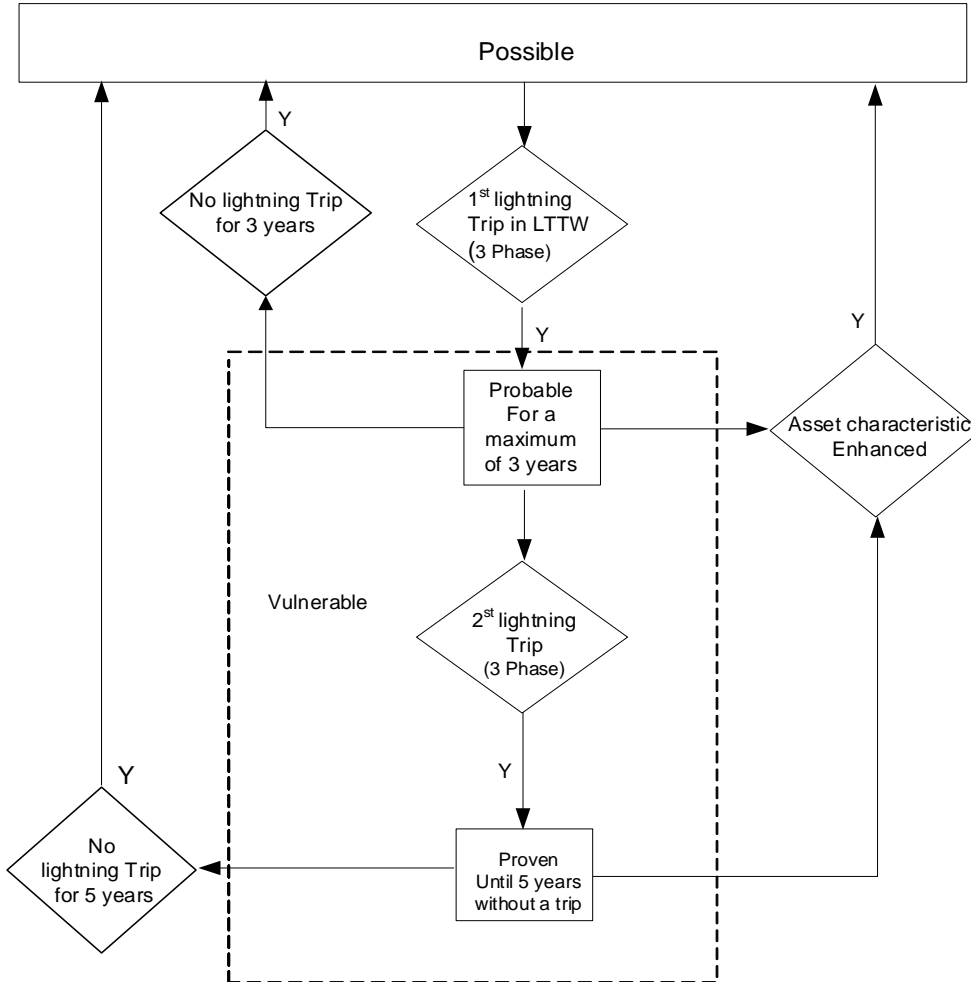 Possible
Y
No lightning Trip
for 3 years
1st lightning
Trip in LTTW
(3 Phase)
Y
Y
Probable
For a
maximum
of 3 years
Asset characteristic
Enhanced
Vulnerable
2st lightning
Trip
(3 Phase)
Y
Y
No
lightning Trip
for 5 years
Proven
Until 5 years
without a trip